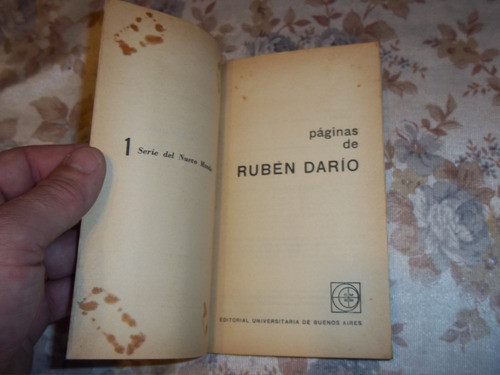 1 Serie del Nuevo Mundo
páginas
de
RUBÉN DARÍO
EDITORIAL UNIVERSITARIA DE BUENOS AIRES